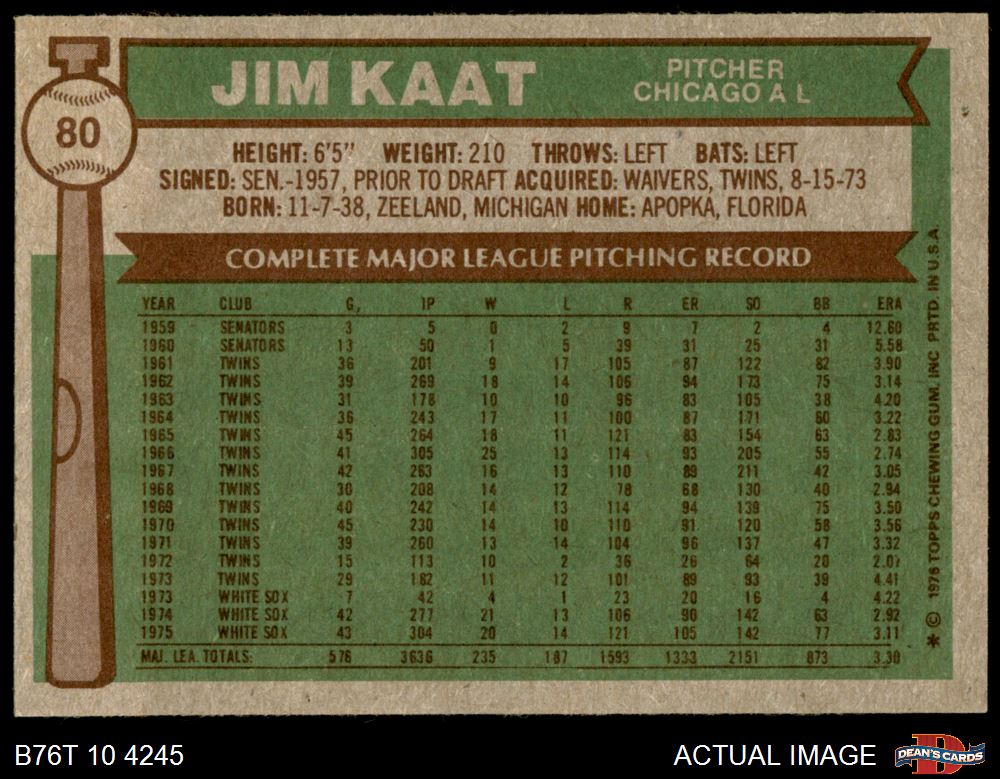 80
JIM KAAT
PITCHER
CHICAGO A L
HEIGHT: 6'5" WEIGHT: 210 THROWS: LEFT BATS: LEFT
SIGNED: SEN.-1957, PRIOR TO DRAFT ACQUIRED: WAIVERS, TWINS, 8-15-73
BORN: 11-7-38, ZEELAND, MICHIGAN HOME: APOPKA, FLORIDA
COMPLETE MAJOR LEAGUE PITCHING RECORD
YEAR CLUB G, IP W L R ER SO BB ERA
1959 SENATORS 3 5 0 2 9 7 2 4 12.60
1960 SENATORS 13 50 1 5 39 31 25 31 5.58
1961 TWINS 36 201 9 17 105 87 122 82 3.90
1962 TWINS 39 269 18 14 106 94 173 75 3.14
1963 TWINS 31 178 10 10 96 83 105 38 4.20
1964 TWINS 36 243 17 11 100 87 171 60 3.22
1965 TWINS 45 264 18 11 121 83 154 63 2.83
1966 TWINS 41 305 25 13 114 93 205 55 2.74
1967 TWINS 42 263 16 13 110 89 211 42 3.05
1968 TWINS 30 208 14 12 78 68 130 40 2.94
1969 TWINS 40 242 14 13 114 94 139 75 3.50
1970 TWINS 45 230 14 10 110 91 120 58 3.56
1971 TWINS 39 260 13 14 104 96 137 47 3.32
1972 TWINS 15 113 10 2 36 26 64 20 2.07
1973 TWINS 29 182 11 12 101 89 93 39 4.41
1973 WHITE SOX 7 42 4 1 23 20 16 4 4.22
1974 WHITE SOX 42 277 21 13 106 90 142 63 2.92
1975 WHITE SOX 43 304 20 14 121 105 142 77 3.11
MAJ. LEA. TOTALS: 576 3636 235 187 1593 1333 2151 873 3.30
* © 1976 TOPPS CHEWING GUM, INC PRTD. IN U.S.A.
B76T 10 4245
ACTUAL IMAGE
D
DEAN'S CARDS